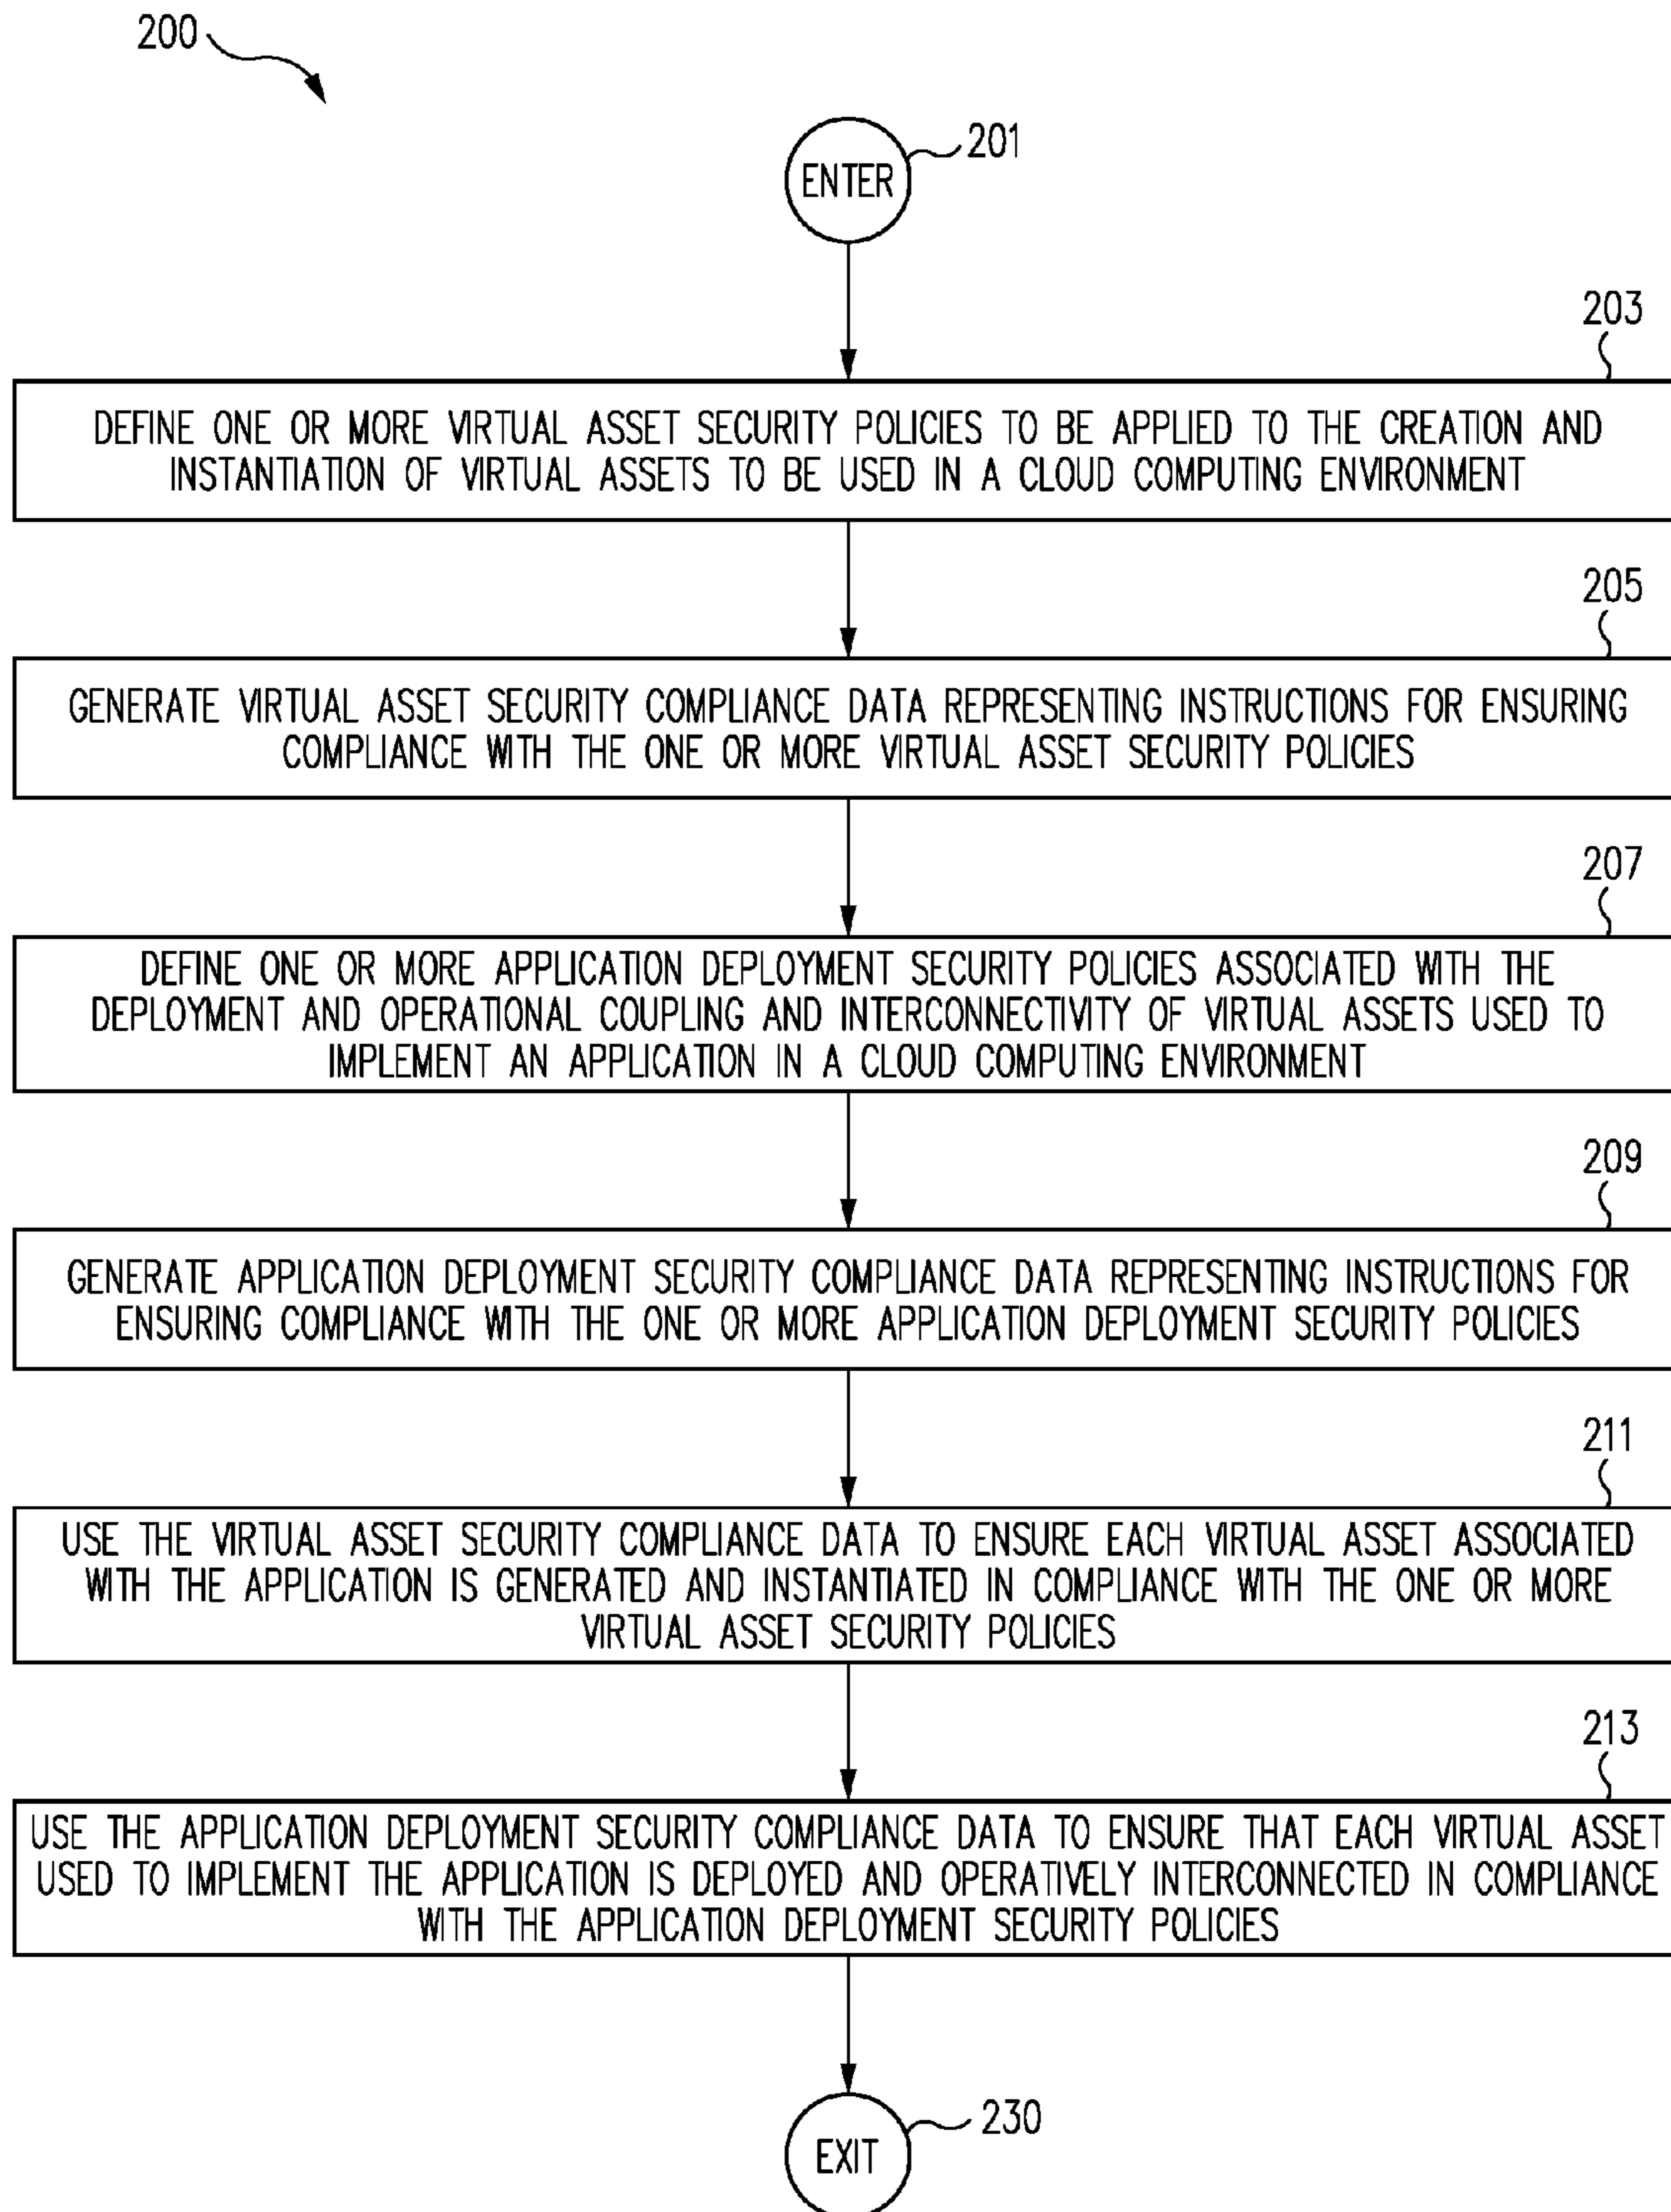 200
ENTER
201
203
DEFINE ONE OR MORE VIRTUAL ASSET SECURITY POLICIES TO BE APPLIED TO THE CREATION AND
INSTANTIATION OF VIRTUAL ASSETS TO BE USED IN A CLOUD COMPUTING ENVIRONMENT
205
GENERATE VIRTUAL ASSET SECURITY COMPLIANCE DATA REPRESENTING INSTRUCTIONS FOR ENSURING
COMPLIANCE WITH THE ONE OR MORE VIRTUAL ASSET SECURITY POLICIES
207
DEFINE ONE OR MORE APPLICATION DEPLOYMENT SECURITY POLICIES ASSOCIATED WITH THE
DEPLOYMENT AND OPERATIONAL COUPLING AND INTERCONNECTIVITY OF VIRTUAL ASSETS USED TO
IMPLEMENT AN APPLICATION IN A CLOUD COMPUTING ENVIRONMENT
209
GENERATE APPLICATION DEPLOYMENT SECURITY COMPLIANCE DATA REPRESENTING INSTRUCTIONS FOR
ENSURING COMPLIANCE WITH THE ONE OR MORE APPLICATION DEPLOYMENT SECURITY POLICIES
211
USE THE VIRTUAL ASSET SECURITY COMPLIANCE DATA TO ENSURE EACH VIRTUAL ASSET ASSOCIATED
WITH THE APPLICATION IS GENERATED AND INSTANTIATED IN COMPLIANCE WITH THE ONE OR MORE
VIRTUAL ASSET SECURITY POLICIES
213
USE THE APPLICATION DEPLOYMENT SECURITY COMPLIANCE DATA TO ENSURE THAT EACH VIRTUAL ASSET
USED TO IMPLEMENT THE APPLICATION IS DEPLOYED AND OPERATIVELY INTERCONNECTED IN COMPLIANCE
WITH THE APPLICATION DEPLOYMENT SECURITY POLICIES
230
EXIT